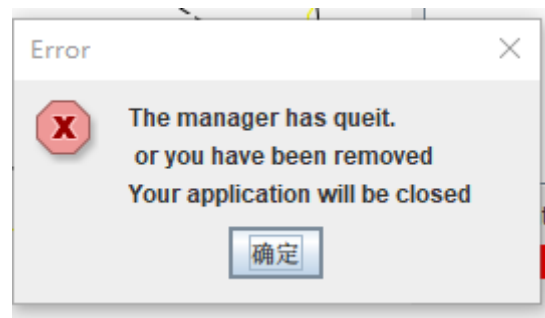 Error
The manager has queit.
or you have been removed
Your application will be closed
确定